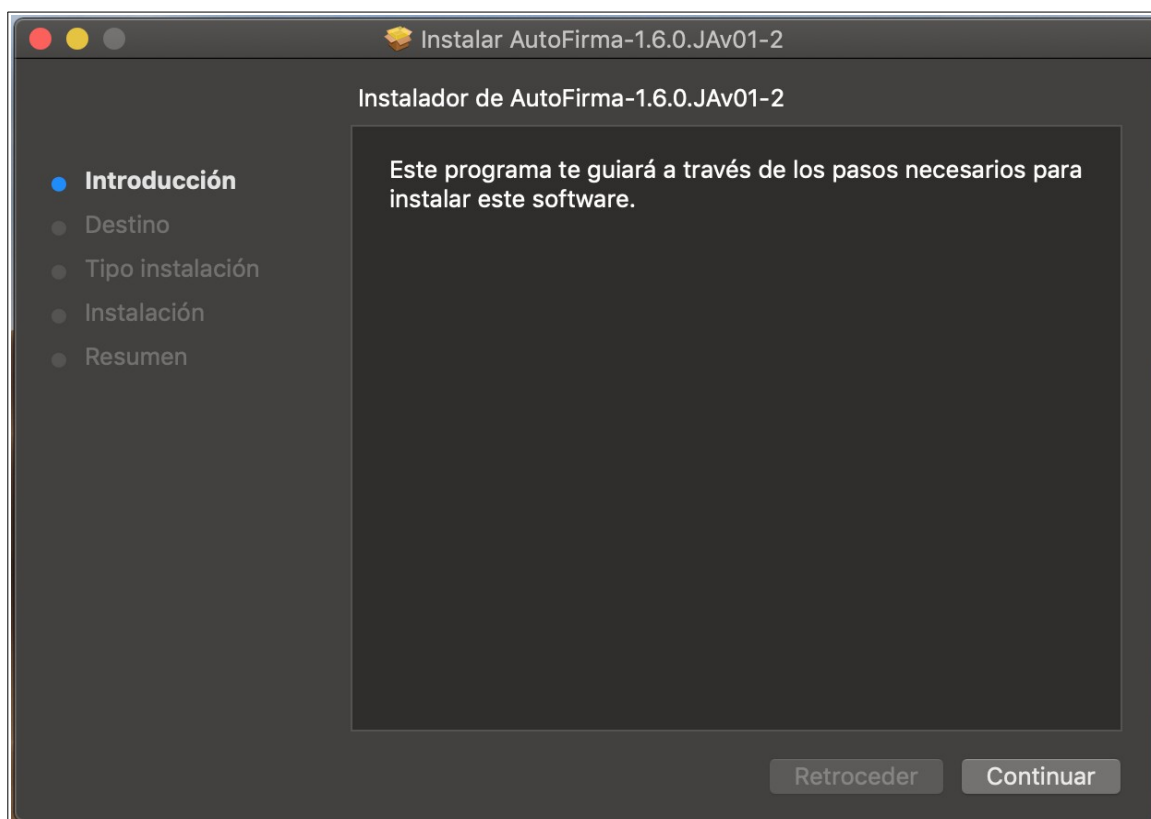 Instalar AutoFirma-1.6.0.JAv01-2
Instalador de AutoFirma-1.6.0.JAv01-2
Introducción
Destino
Tipo instalación
Instalación
Resumen
Este programa te guiará a través de los pasos necesarios para
instalar este software.
Retroceder
Continuar